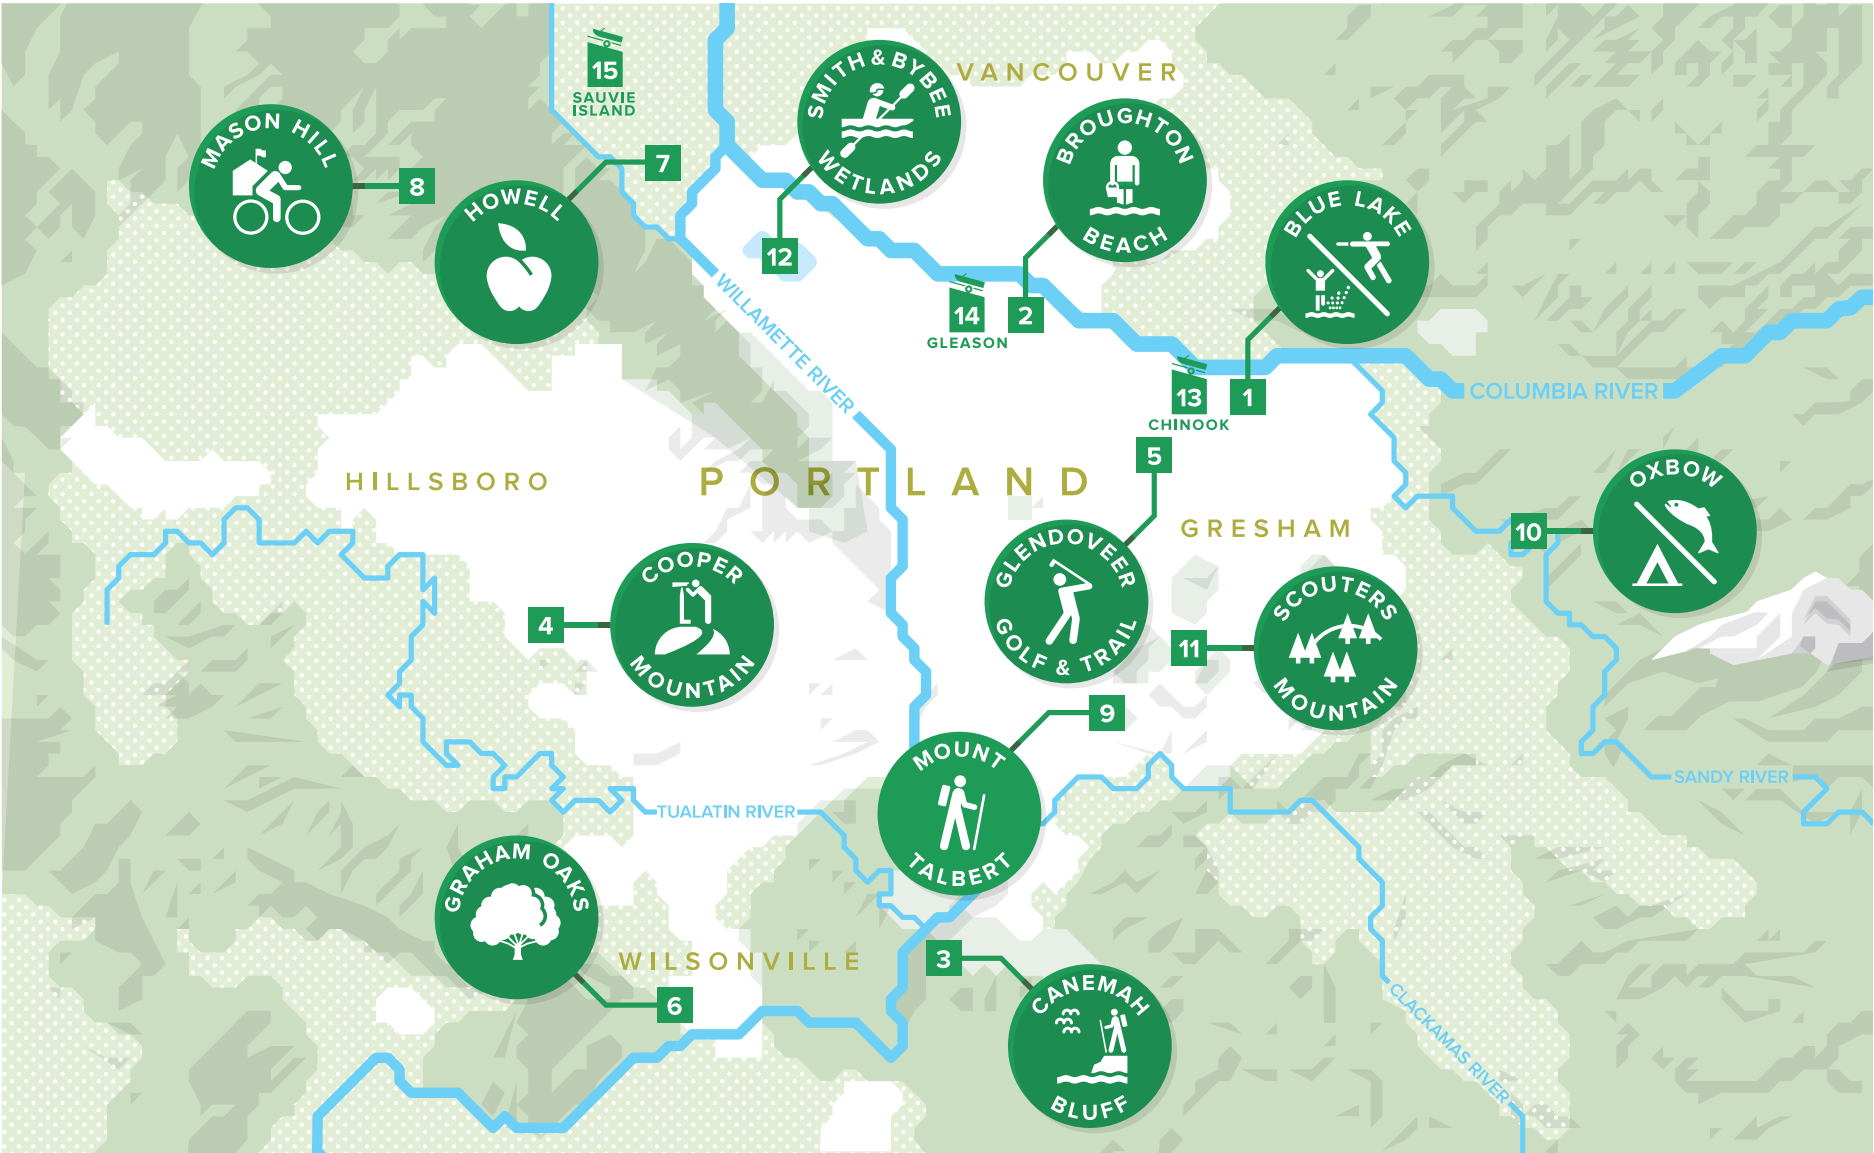 15
SAUVIE
ISLAND
SMITH & BYBEE
WETLANDS
VANCOUVER
MASON HILL
8
HOWELL
7
BROUGHTON
BEACH
BLUE LAKE
12
14
GLEASON
2
WILLAMETTE RIVER
13
CHINOOK
1
COLUMBIA RIVER
HILLSBORO
PORTLAND
5
GRESHAM
OXBOW
10
COOPER
MOUNTAIN
4
GLENDOVEER
GOLF & TRAIL
11
SCOUTERS
MOUNTAIN
9
MOUNT
TALBERT
SANDY RIVER
TUALATIN RIVER
GRAHAM OAKS
WILSONVILLE
6
3
CANEMAH
BLUFF
CLACKAMAS RIVER